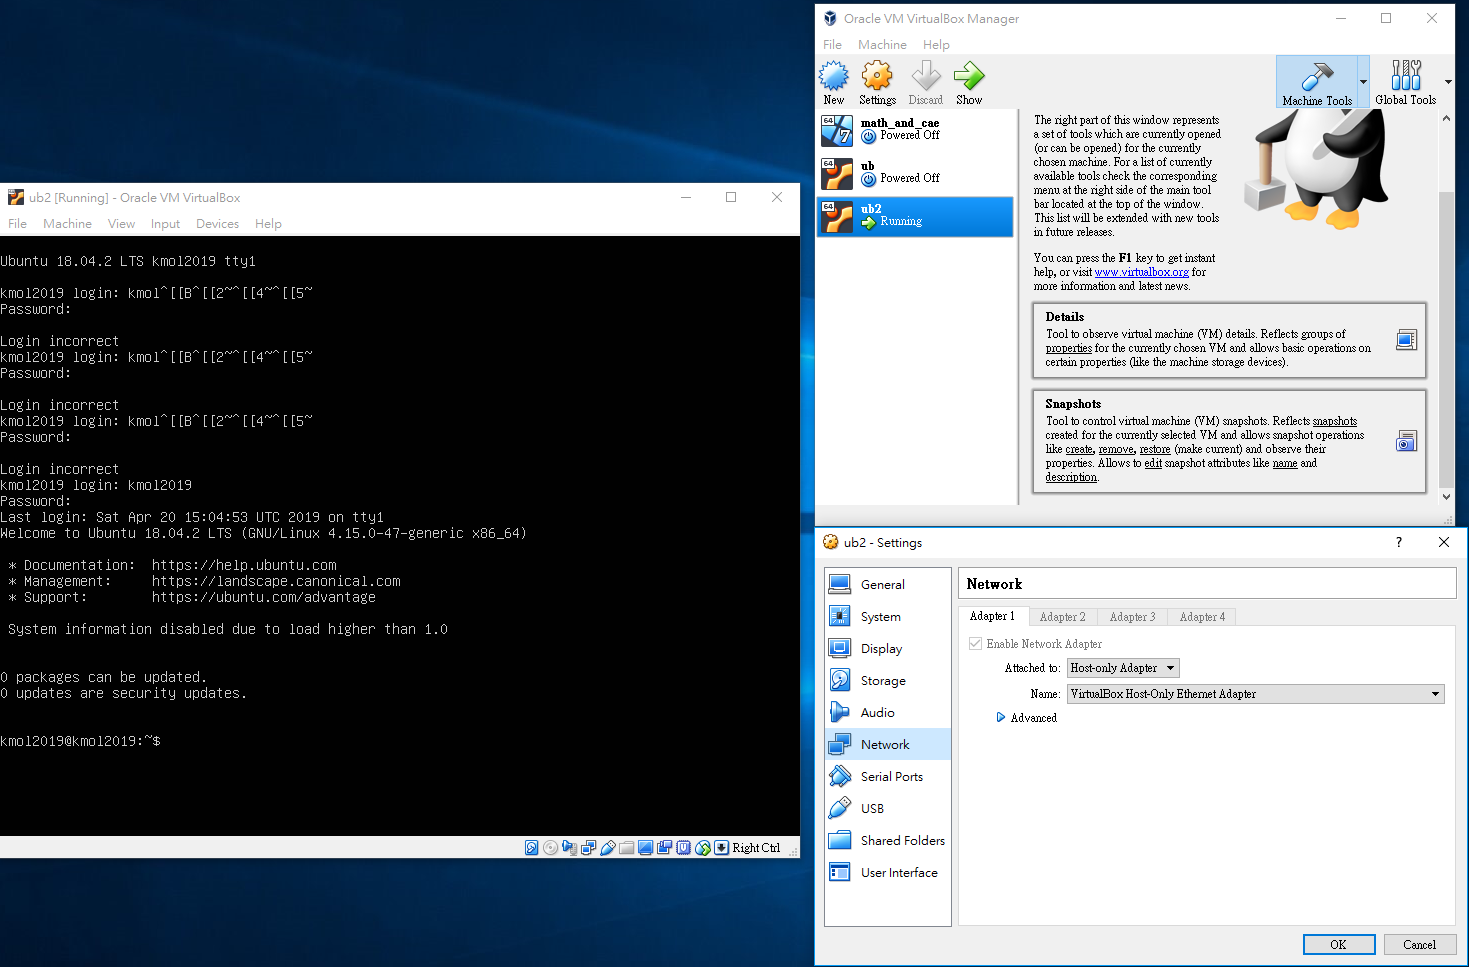 ub2 [Running] - Oracle VM VirtualBox
File Machine View Input Devices Help
Ubuntu 18.04.2 LTS kmol2019 tty1
kmol2019 login: kmol^[[B^[[2~^[[4~^[[5~
Password:
Login incorrect
kmol2019 login: kmol^[[B^[[2~^[[4~^[[5~
Password:
Login incorrect
kmol2019 login: kmol^[[B^[[2~^[[4~^[[5~
Password:
Login incorrect
kmol2019 login: kmol2019
Password:
Last login: Sat Apr 20 15:04:53 UTC 2019 on tty1
Welcome to Ubuntu 18.04.2 LTS (GNU/Linux 4.15.0-47-generic x86_64)
* Documentation:  https://help.ubuntu.com
* Management:     https://landscape.canonical.com
* Support:        https://ubuntu.com/advantage
System information disabled due to load higher than 1.0
0 packages can be updated.
0 updates are security updates.
kmol2019@kmol2019:~$
Right Ctrl
Oracle VM VirtualBox Manager
File Machine Help
New Settings Discard Show Machine Tools Global Tools
64 7 math_and_cae
Powered Off
64 ub
Powered Off
64 ub2
Running
The right part of this window represents
a set of tools which are currently opened
(or can be opened) for the currently
chosen machine. For a list of currently
available tools check the corresponding
menu at the right side of the main tool
bar located at the top of the window.
This list will be extended with new tools
in future releases.
You can press the F1 key to get instant
help, or visit www.virtualbox.org for
more information and latest news.
Details
Tool to observe virtual machine (VM) details. Reflects groups of
properties for the currently chosen VM and allows basic operations on
certain properties (like the machine storage devices).
Snapshots
Tool to control virtual machine (VM) snapshots. Reflects snapshots
created for the currently selected VM and allows snapshot operations
like create, remove, restore (make current) and observe their
properties. Allows to edit snapshot attributes like name and
description.
ub2 - Settings
?
General
System
Display
Storage
Audio
Network
Serial Ports
USB
Shared Folders
User Interface
Network
Adapter 1 Adapter 2 Adapter 3 Adapter 4
Enable Network Adapter
Attached to: Host-only Adapter
Name: VirtualBox Host-Only Ethernet Adapter
Advanced
OK Cancel